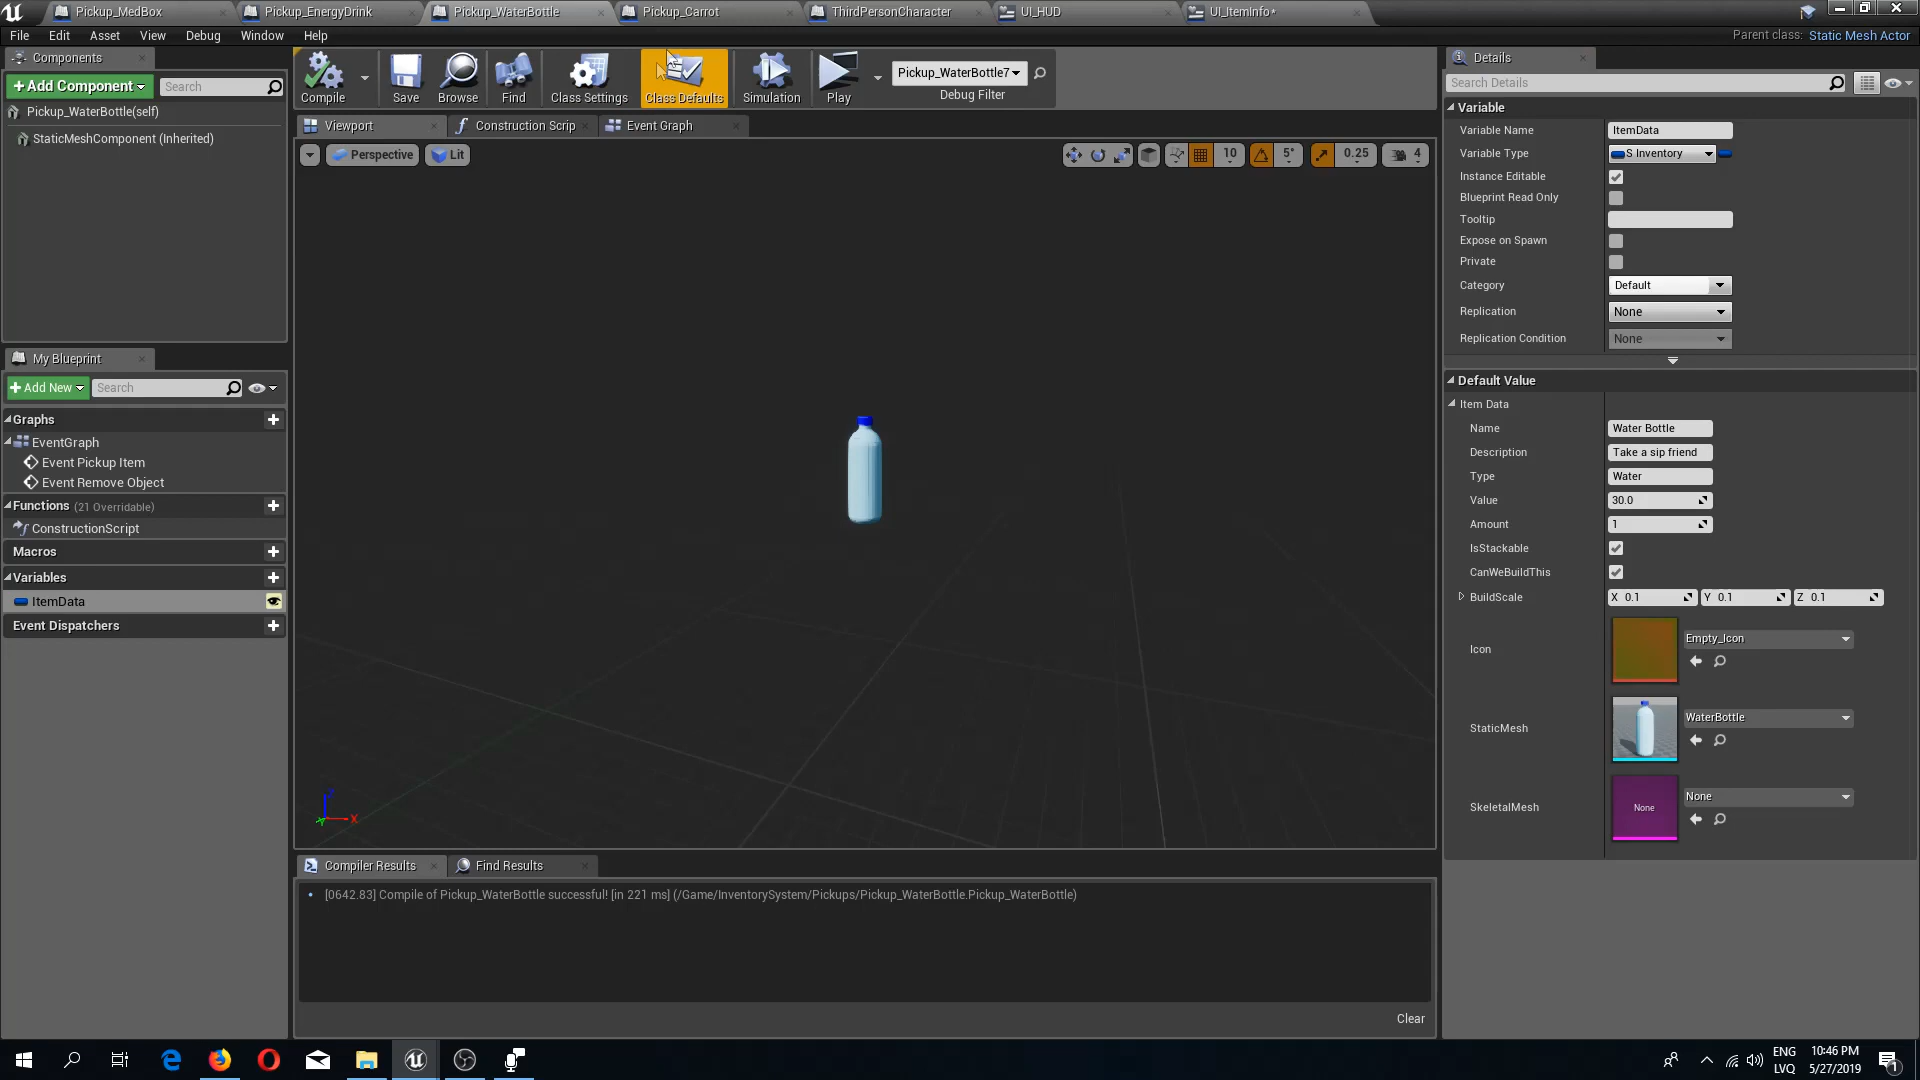 Pickup_MedBox
Pickup_EnergyDrink
Pickup_WaterBottle
Pickup_Carrot
ThirdPersonCharacter
UI_HUD
UI_ItemInfo*
File Edit Asset View Debug Window Help
Parent class: Static Mesh Actor
Components
+Add Component
Search
Pickup_WaterBottle(self)
StaticMeshComponent (Inherited)
Compile
Save
Browse
Find
Class Settings
Class Defaults
Simulation
Play
Pickup_WaterBottle7
Debug Filter
Viewport
Construction Scrip
Event Graph
Perspective
Lit
10
5°
0.25
4
X
My Blueprint
+Add New
Search
Graphs
EventGraph
Event Pickup Item
Event Remove Object
Functions (21 Overridable)
ConstructionScript
Macros
Variables
ItemData
Event Dispatchers
Compiler Results
Find Results
[0642.83] Compile of Pickup_WaterBottle successful! [in 221 ms] (/Game/InventorySystem/Pickups/Pickup_WaterBottle.Pickup_WaterBottle)
Clear
Details
Search Details
Variable
Variable Name ItemData
Variable Type S Inventory
Instance Editable
Blueprint Read Only
Tooltip
Expose on Spawn
Private
Category Default
Replication None
Replication Condition None
Default Value
Item Data
Name Water Bottle
Description Take a sip friend
Type Water
Value 30.0
Amount 1
IsStackable
CanWeBuildThis
BuildScale X 0.1 Y 0.1 Z 0.1
Icon Empty_Icon
StaticMesh WaterBottle
SkeletalMesh None None
ENG
LVQ
10:46 PM
5/27/2019
1